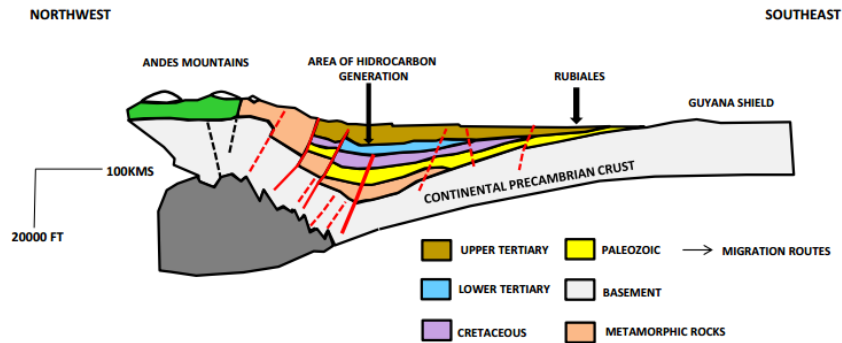 NORTHWEST
SOUTHEAST
ANDES MOUNTAINS
AREA OF HIDROCARBON
GENERATION
RUBIALES
GUYANA SHIELD
100KMS
20000 FT
CONTINENTAL PRECAMBRIAN CRUST
UPPER TERTIARY
PALEOZOIC
MIGRATION ROUTES
LOWER TERTIARY
BASEMENT
CRETACEOUS
METAMORPHIC ROCKS